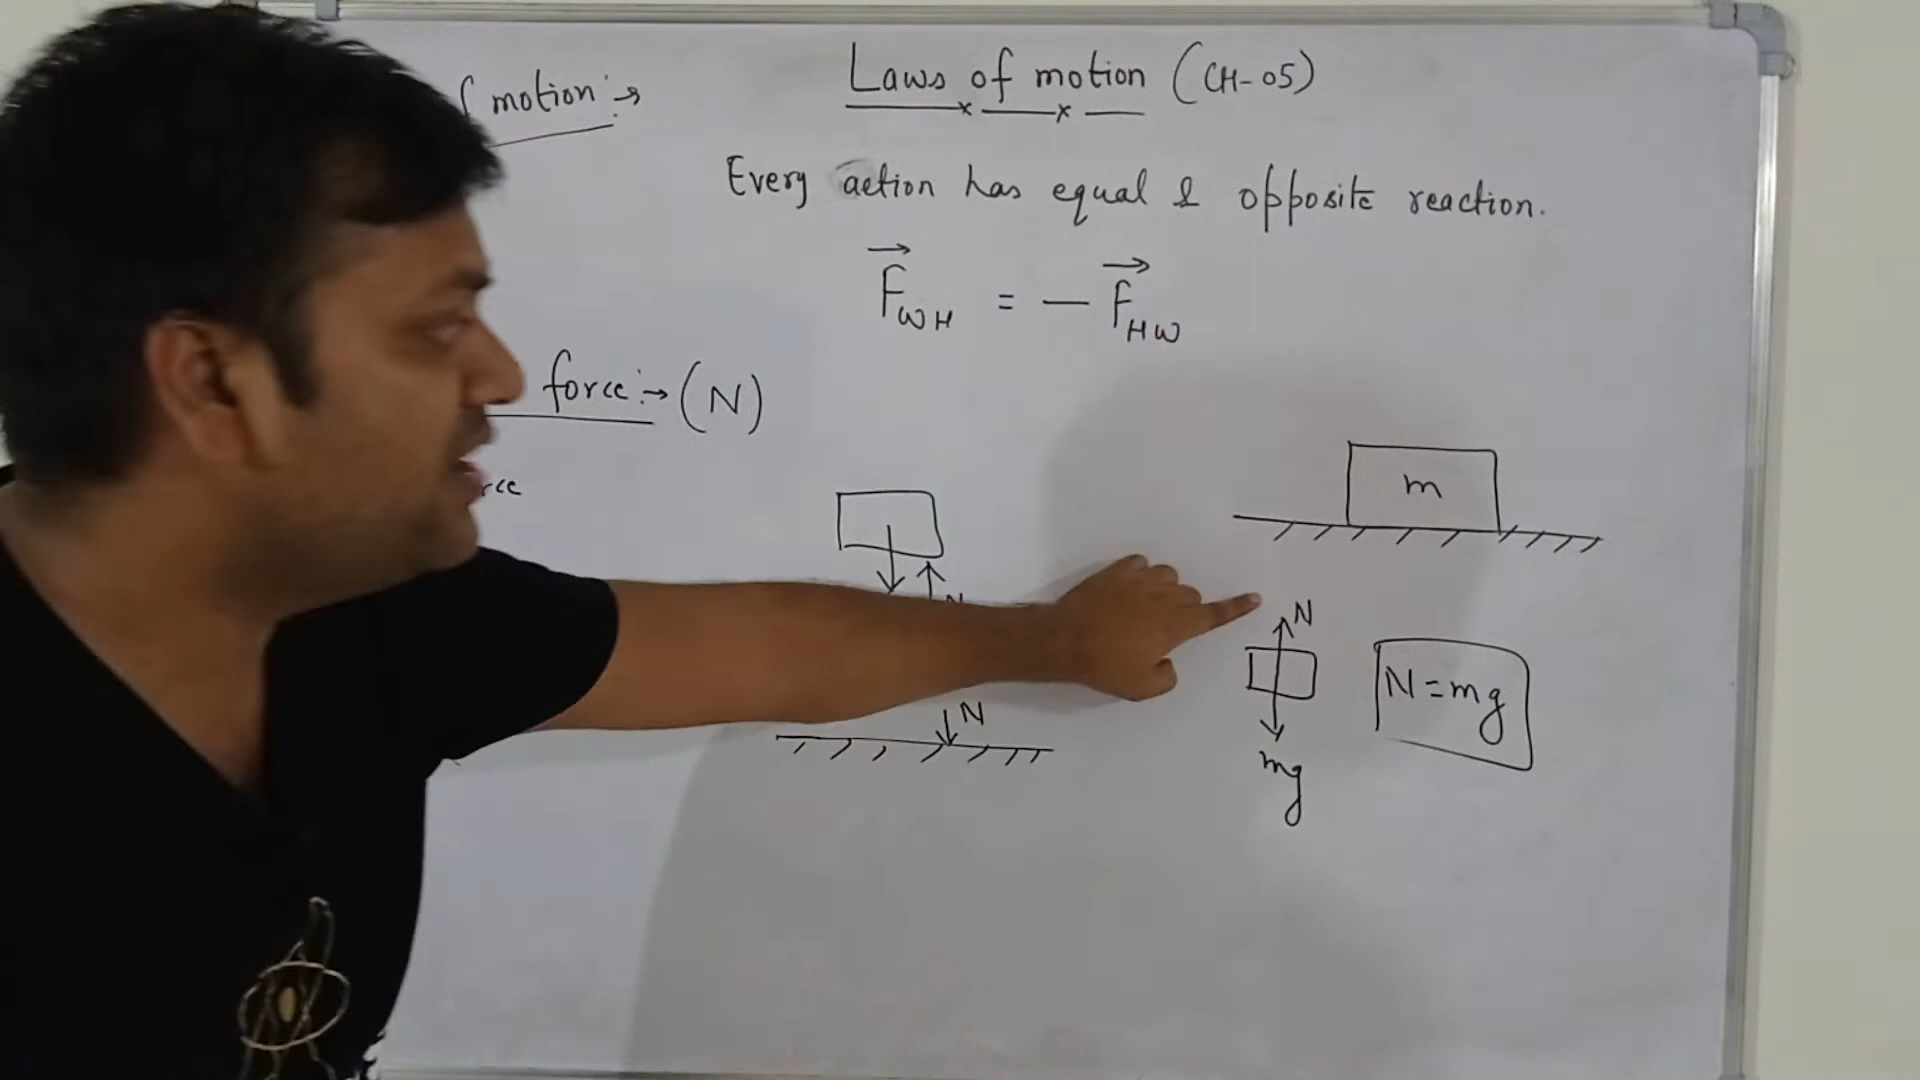 Laws of motion (CH-05)
motion :→
Every action has equal & opposite reaction.
F WH = - F HW
force :→ (N)
m
N
N = mg
N
mg